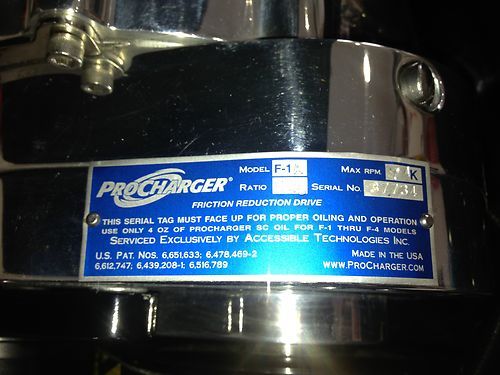 PROCHARGER®
MODEL F-1A MAX RPM K
RATIO SERIAL NO.
FRICTION REDUCTION DRIVE
THIS SERIAL TAG MUST FACE UP FOR PROPER OILING AND OPERATION
USE ONLY 4 OZ OF PROCHARGER SC OIL FOR F-1 THRU F-4 MODELS
SERVICED EXCLUSIVELY BY ACCESSIBLE TECHNOLOGIES INC.
U.S. PAT. NOS. 6,651,633; 6,478,469-2
6,612,747; 6,439,208-1; 6,516,789
MADE IN THE USA
WWW.PROCHARGER.COM